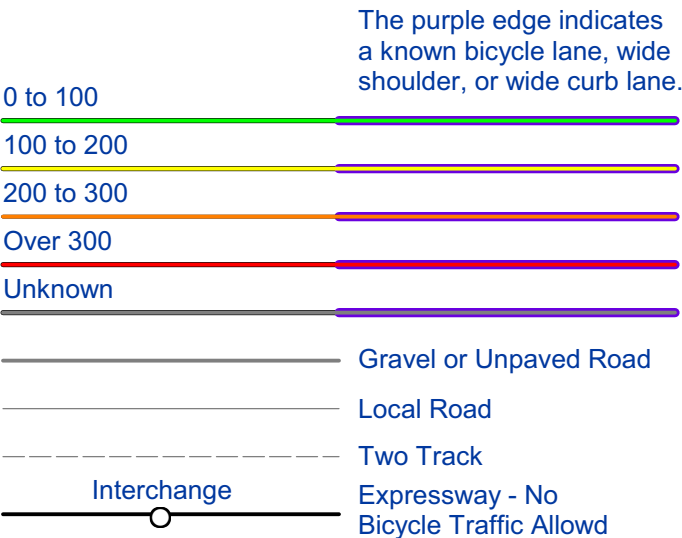 The purple edge indicates
a known bicycle lane, wide
shoulder, or wide curb lane.
0 to 100
100 to 200
200 to 300
Over 300
Unknown
Gravel or Unpaved Road
Local Road
Two Track
Interchange
Expressway - No
Bicycle Traffic Allowd